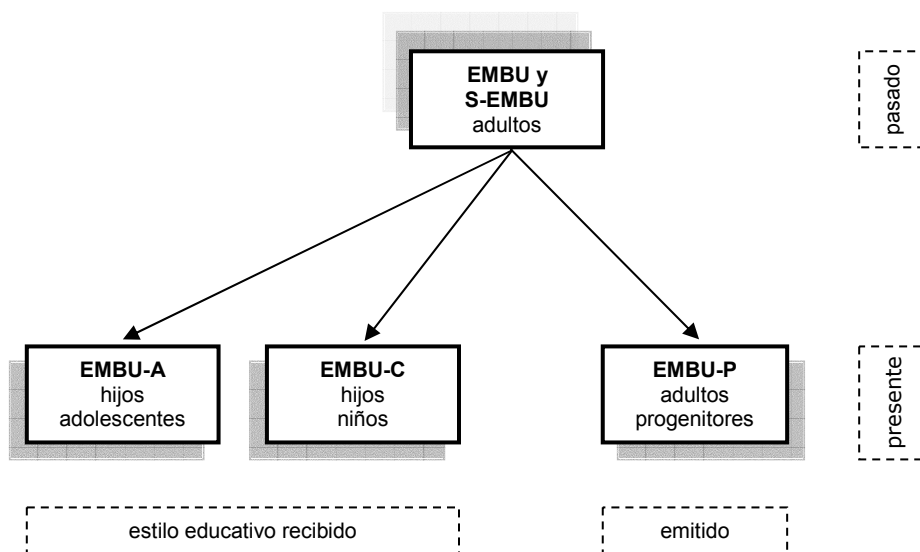 EMBU y
S-EMBU
adultos
pasado
EMBU-A
hijos
adolescentes
EMBU-C
hijos
niños
EMBU-P
adultos
progenitores
presente
estilo educativo recibido
emitido